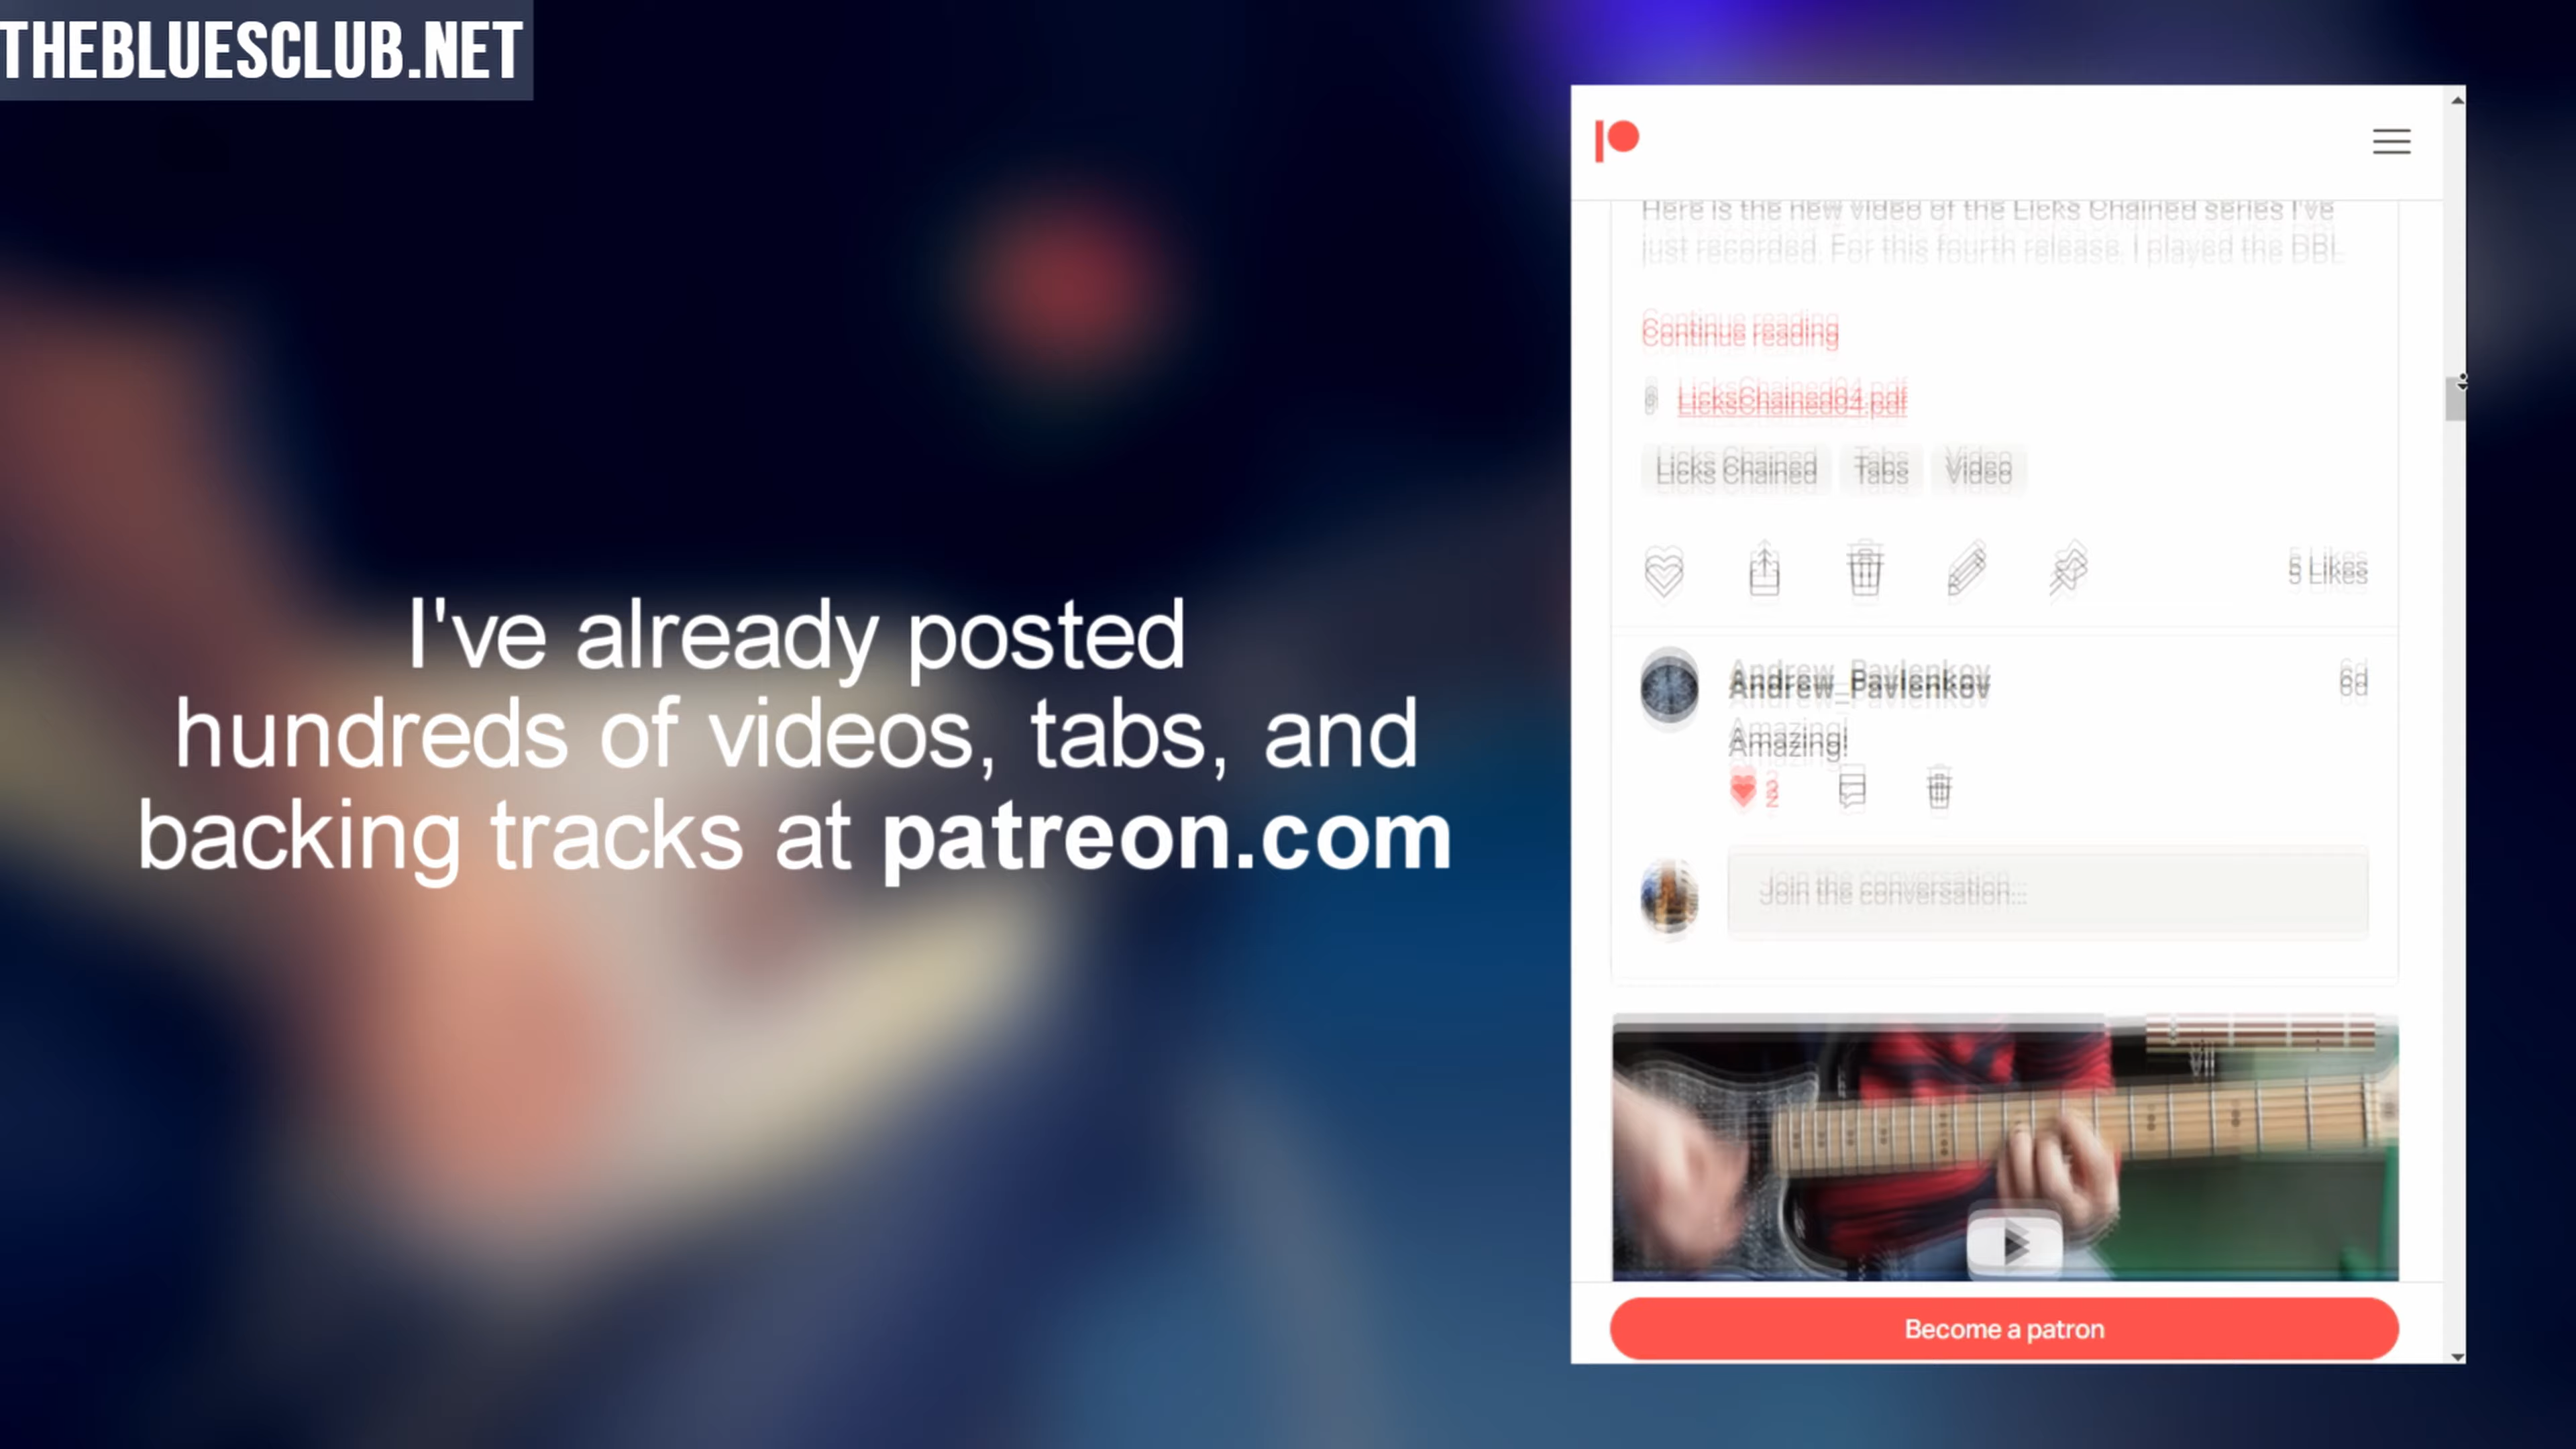 THEBLUESCLUB.NET
I've already posted
hundreds of videos, tabs, and
backing tracks at patreon.com
Here is the new video of the Licks Chained series I've
just recorded. For this fourth release, I played the DBL
Continue reading
LicksChained04.pdf
Licks Chained Tabs Video
5 Likes
Andrew_Pavlenkov 6d
Amazing!
Join the conversation...
VII
Become a patron